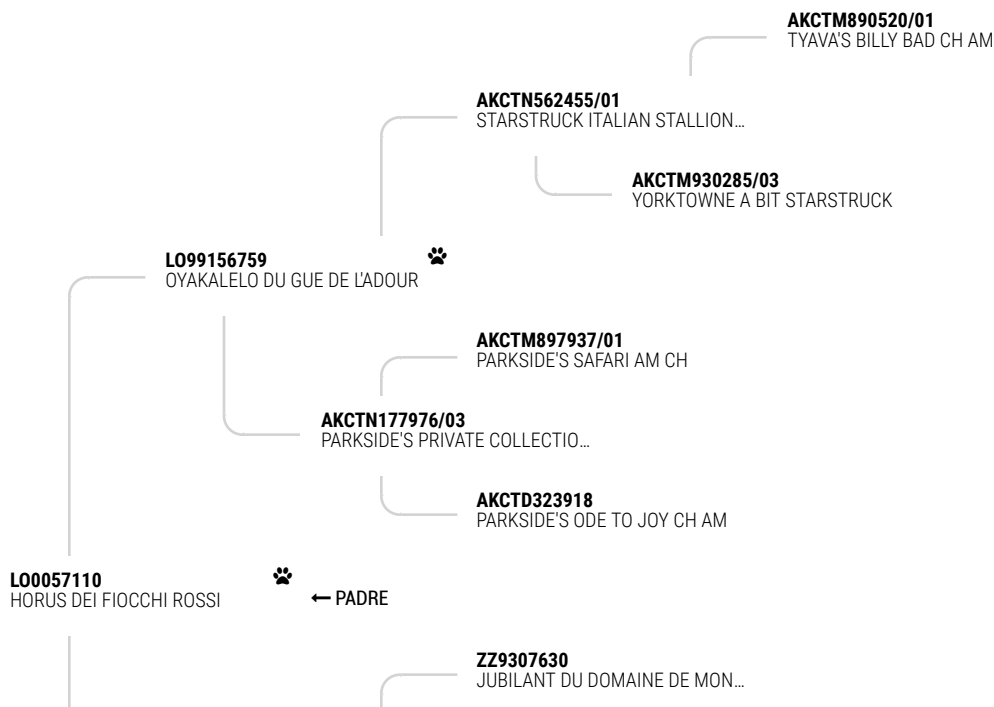 AKCTM890520/01
TYAVA'S BILLY BAD CH AM
AKCTN562455/01
STARSTRUCK ITALIAN STALLION...
AKCTM930285/03
YORKTOWNE A BIT STARSTRUCK
LO99156759
OYAKALELO DU GUE DE L'ADOUR
AKCTM897937/01
PARKSIDE'S SAFARI AM CH
AKCTN177976/03
PARKSIDE'S PRIVATE COLLECTIO...
AKCTD323918
PARKSIDE'S ODE TO JOY CH AM
LO0057110
HORUS DEI FIOCCHI ROSSI
← PADRE
ZZ9307630
JUBILANT DU DOMAINE DE MON...